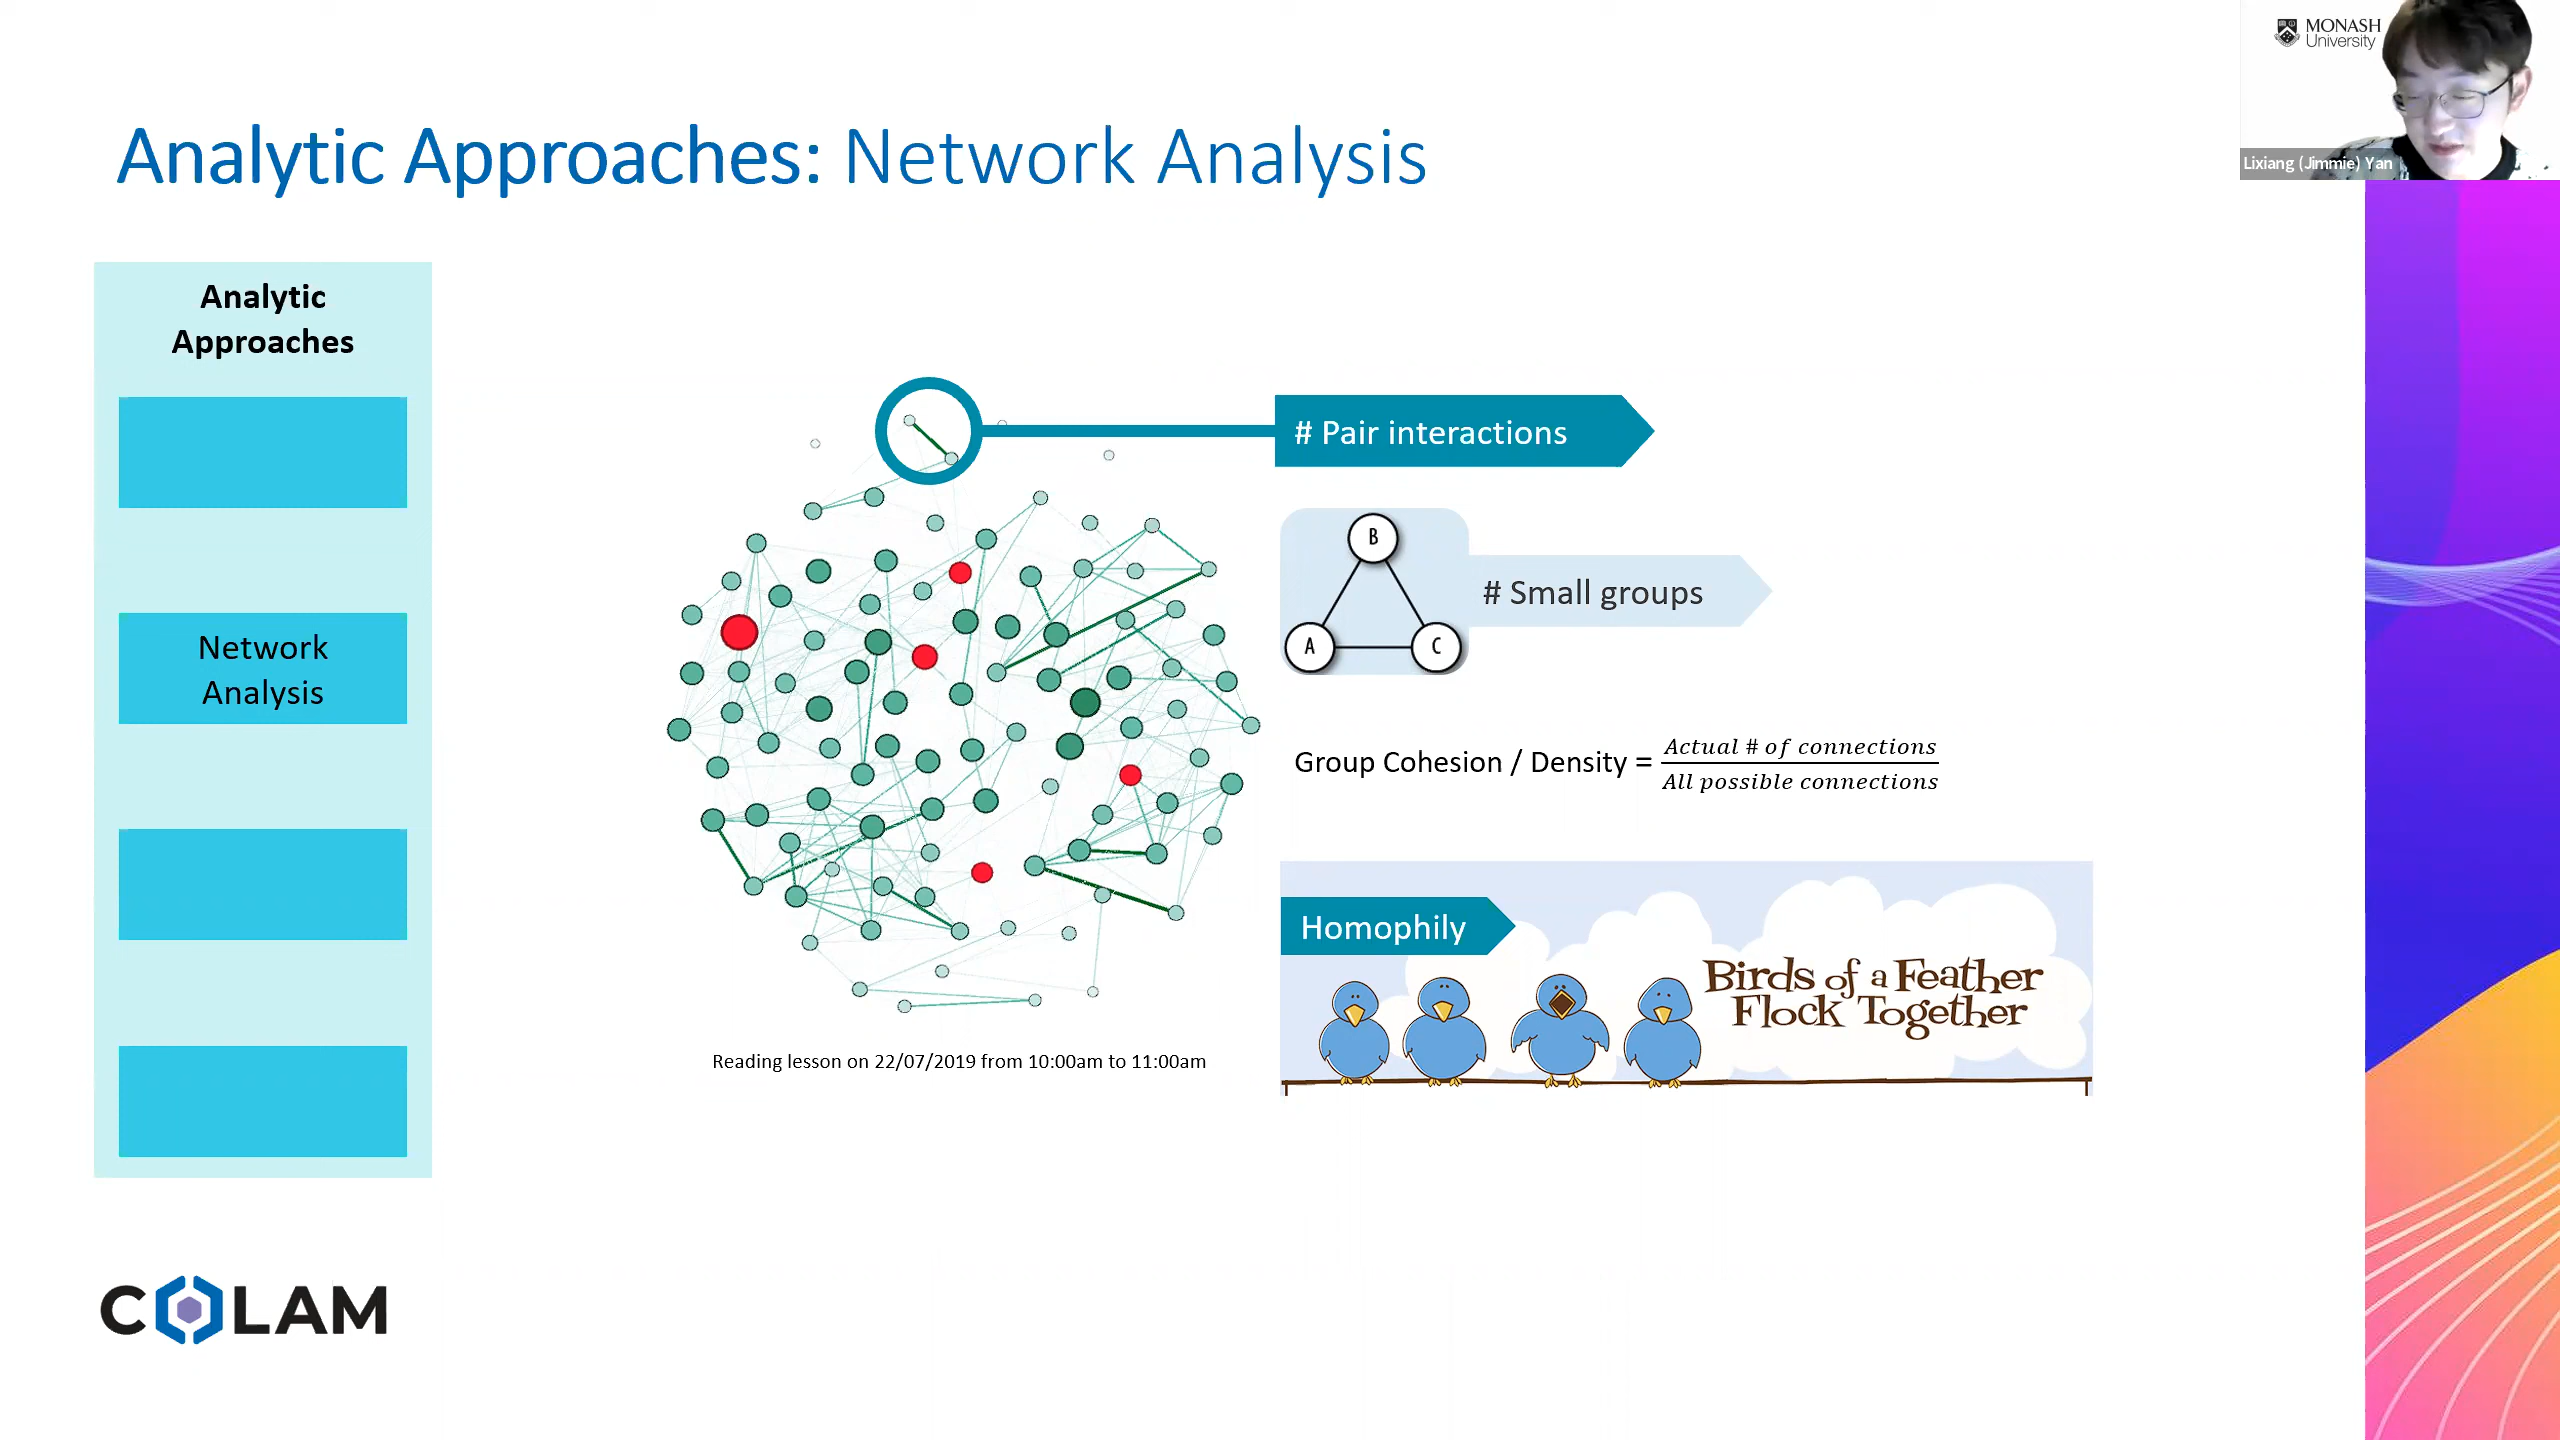 MONASH
University
Lixiang (Jimmie) Yan
Analytic Approaches: Network Analysis
Analytic
Approaches
Network
Analysis
# Pair interactions
B
A
C
# Small groups
Group Cohesion / Density = Actual # of connections
All possible connections
Homophily
Birds of a Feather
Flock Together
Reading lesson on 22/07/2019 from 10:00am to 11:00am
COLAM